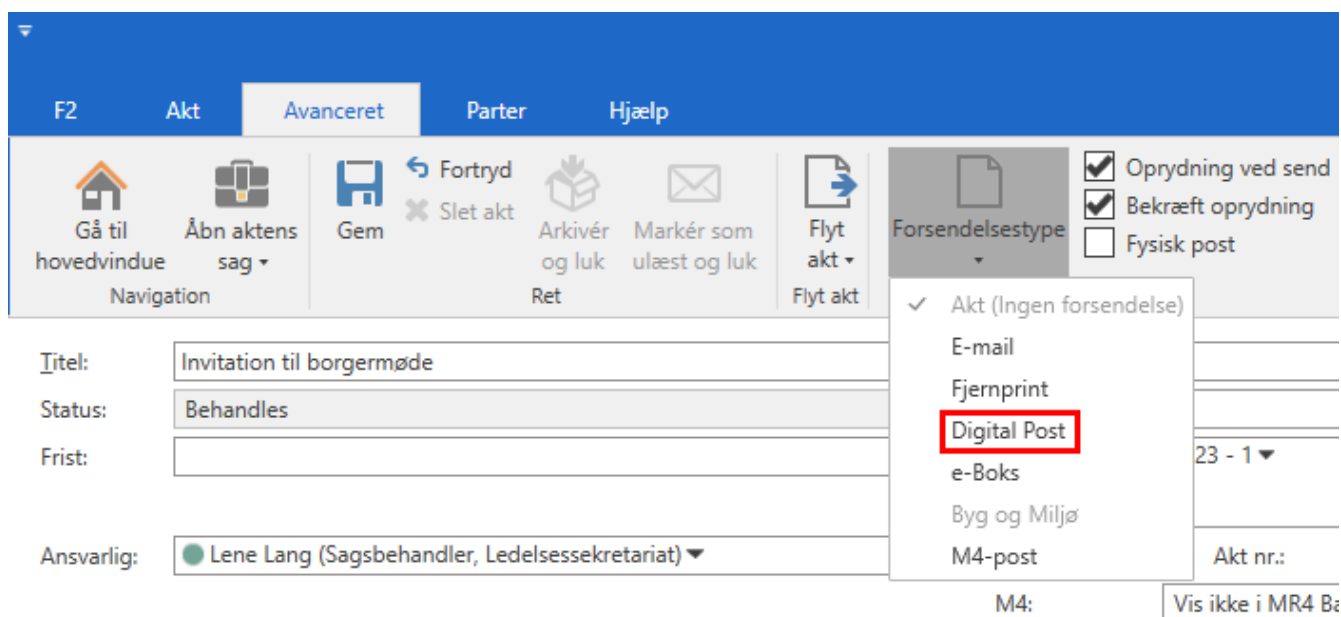 F2 Akt Avanceret Parter Hjælp
Gå til hovedvindue
Åbn aktens sag
Navigation
Gem
Fortryd
Slet akt
Arkivér og luk
Markér som ulæst og luk
Ret
Flyt akt
Flyt akt
Forsendelsestype
Oprydning ved send
Bekræft oprydning
Fysisk post
Akt (Ingen forsendelse)
E-mail
Fjernprint
Digital Post
e-Boks
Byg og Miljø
M4-post
Titel: Invitation til borgermøde
Status: Behandles
Frist:
23 - 1
Ansvarlig: Lene Lang (Sagsbehandler, Ledelsessekretariat)
Akt nr.:
M4: Vis ikke i MR4